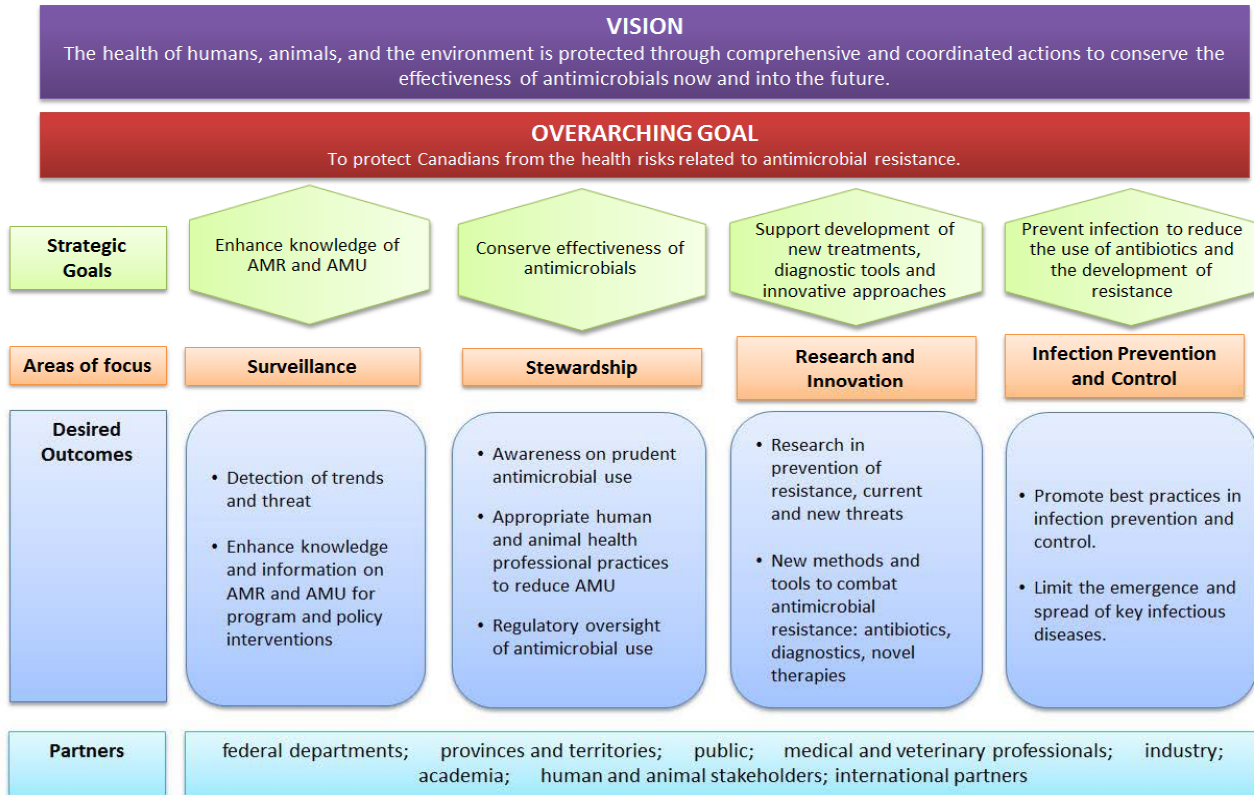 VISION
The health of humans, animals, and the environment is protected through comprehensive and coordinated actions to conserve the
effectiveness of antimicrobials now and into the future.
OVERARCHING GOAL
To protect Canadians from the health risks related to antimicrobial resistance.
Strategic
Goals
Enhance knowledge of
AMR and AMU
Conserve effectiveness of
antimicrobials
Support development of
new treatments,
diagnostic tools and
innovative approaches
Prevent infection to reduce
the use of antibiotics and
the development of
resistance
Areas of focus
Surveillance
Stewardship
Research and
Innovation
Infection Prevention
and Control
Desired
Outcomes
• Detection of trends
and threat
• Enhance knowledge
and information on
AMR and AMU for
program and policy
interventions
• Awareness on prudent
antimicrobial use
• Appropriate human
and animal health
professional practices
to reduce AMU
• Regulatory oversight
of antimicrobial use
• Research in
prevention of
resistance, current
and new threats
• New methods and
tools to combat
antimicrobial
resistance: antibiotics,
diagnostics, novel
therapies
• Promote best practices in
infection prevention and
control.
• Limit the emergence and
spread of key infectious
diseases.
Partners
federal departments; provinces and territories; public; medical and veterinary professionals; industry;
academia; human and animal stakeholders; international partners